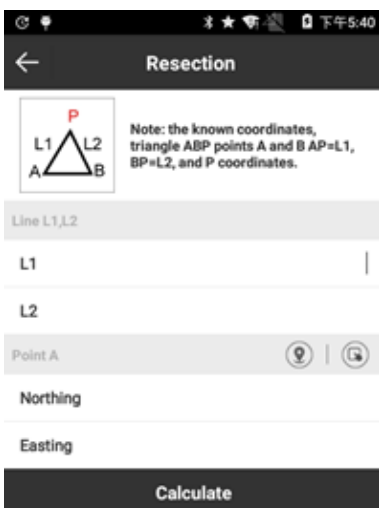 下午5:40
Resection
P
L1 L2
A B
Note: the known coordinates,
triangle ABP points A and B AP=L1,
BP=L2, and P coordinates.
Line L1,L2
L1
L2
Point A
Northing
Easting
Calculate